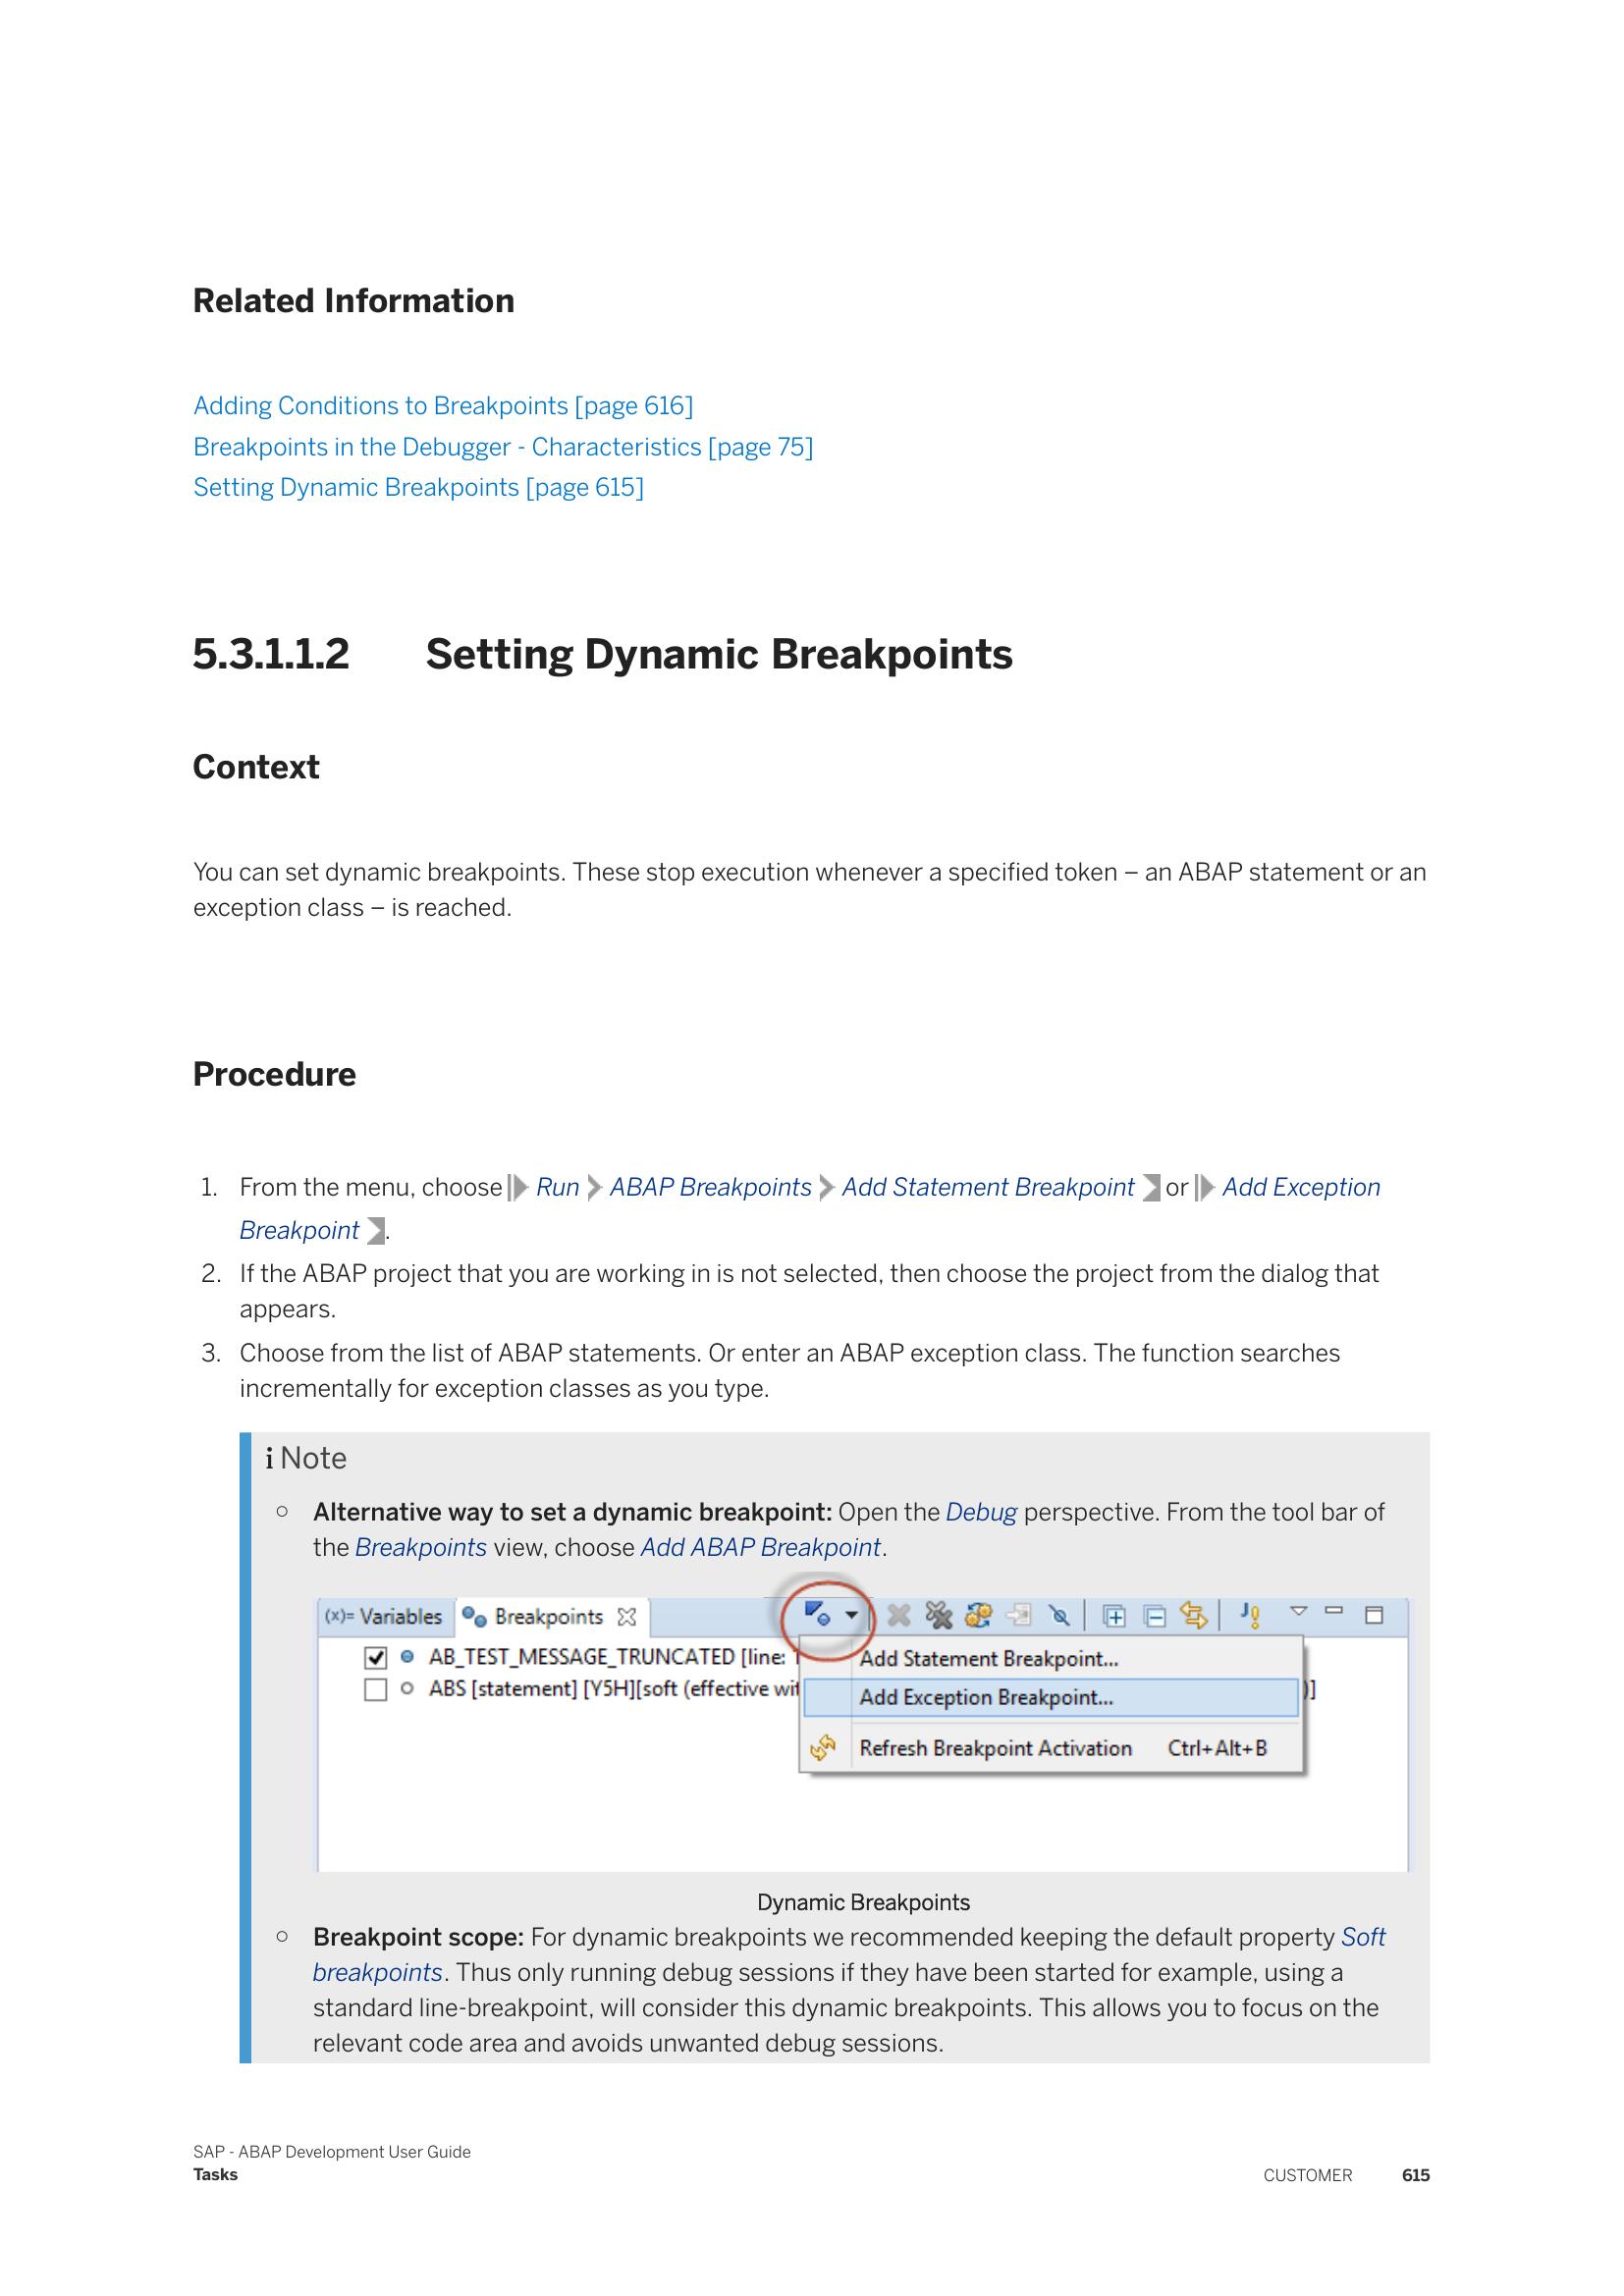 Related Information
Adding Conditions to Breakpoints [page 616]
Breakpoints in the Debugger - Characteristics [page 75]
Setting Dynamic Breakpoints [page 615]
5.3.1.1.2 Setting Dynamic Breakpoints
Context
You can set dynamic breakpoints. These stop execution whenever a specified token – an ABAP statement or an
exception class – is reached.
Procedure
1. From the menu, choose Run ABAP Breakpoints Add Statement Breakpoint or Add Exception
Breakpoint .
2. If the ABAP project that you are working in is not selected, then choose the project from the dialog that
appears.
3. Choose from the list of ABAP statements. Or enter an ABAP exception class. The function searches
incrementally for exception classes as you type.
i Note
○ Alternative way to set a dynamic breakpoint: Open the Debug perspective. From the tool bar of
the Breakpoints view, choose Add ABAP Breakpoint.
(x)= Variables Breakpoints
AB_TEST_MESSAGE_TRUNCATED [line:
Add Statement Breakpoint...
ABS [statement] [Y5H][soft (effective wit )]
Add Exception Breakpoint...
Refresh Breakpoint Activation Ctrl+Alt+B
Dynamic Breakpoints
○ Breakpoint scope: For dynamic breakpoints we recommended keeping the default property Soft
breakpoints. Thus only running debug sessions if they have been started for example, using a
standard line-breakpoint, will consider this dynamic breakpoints. This allows you to focus on the
relevant code area and avoids unwanted debug sessions.
SAP - ABAP Development User Guide
Tasks
CUSTOMER 615